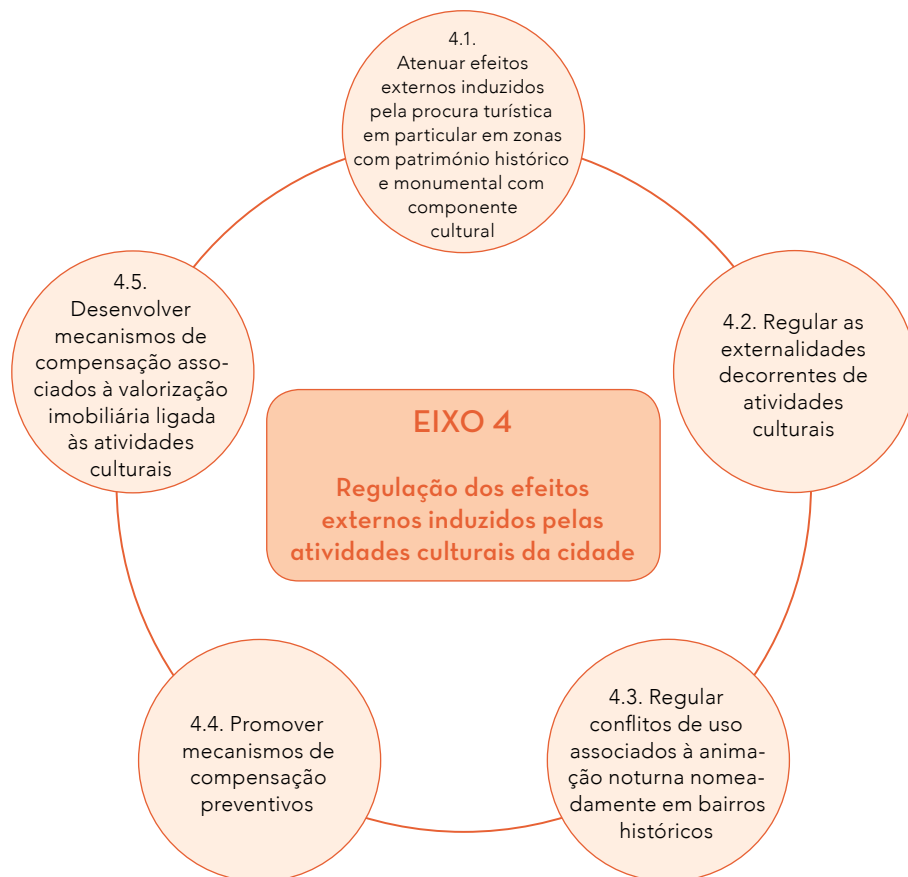 4.1.
Atenuar efeitos
externos induzidos
pela procura turística
em particular em zonas
com património histórico
e monumental com
componente
cultural
4.2. Regular as
externalidades
decorrentes de
atividades
culturais
4.3. Regular
conflitos de uso
associados à anima-
ção noturna nomea-
damente em bairros
históricos
4.4. Promover
mecanismos de
compensação
preventivos
4.5.
Desenvolver
mecanismos de
compensação asso-
ciados à valorização
imobiliária ligada
às atividades
culturais
EIXO 4
Regulação dos efeitos
externos induzidos pelas
atividades culturais da cidade